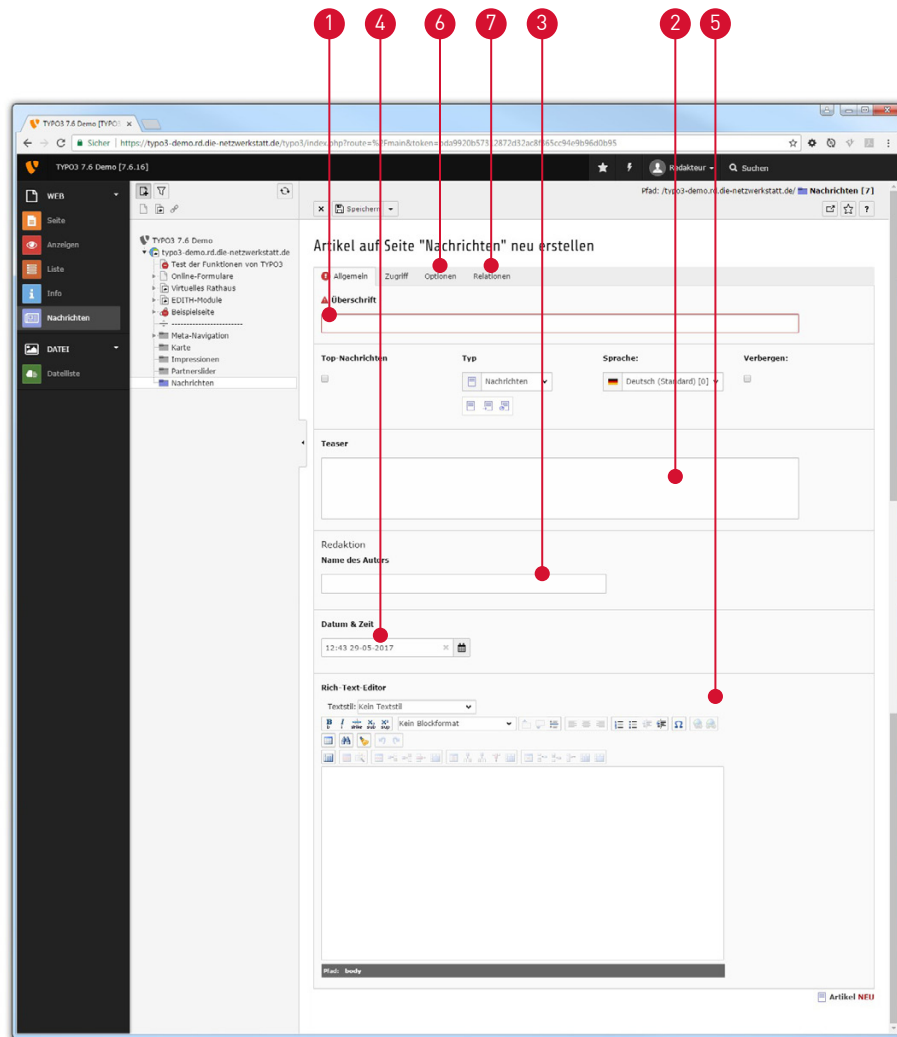 1 4 6 7 3 2 5
TYPO3 7.6 Demo [TYPO3
Sicher | https://typo3-demo.rd.die-netzwerkstatt.de/typo3/index.php?route=%2Fmain&token=
TYPO3 7.6 Demo [7.6.16]
Redakteur
Suchen
WEB
Seite
Anzeigen
Liste
Info
Nachrichten
DATEI
Dateiliste
TYPO3 7.6 Demo
typo3-demo.rd.die-netzwerkstatt.de
Test der Funktionen von TYPO3
Online-Formulare
Virtuelles Rathaus
EDITH-Module
Beispielseite
------------------------
Meta-Navigation
Karte
Impressionen
Partnerslider
Nachrichten
Pfad: /typo3-demo.rd.die-netzwerkstatt.de/ Nachrichten [7]
Speichern
Artikel auf Seite "Nachrichten" neu erstellen
Allgemein Zugriff Optionen Relationen
Überschrift
Top-Nachrichten Typ Sprache: Verbergen:
Nachrichten Deutsch (Standard) [0]
Teaser
Redaktion
Name des Autors
Datum & Zeit
12:43 29-05-2017
Rich-Text-Editor
Textstil: Kein Textstil
Kein Blockformat
Pfad: body
Artikel NEU